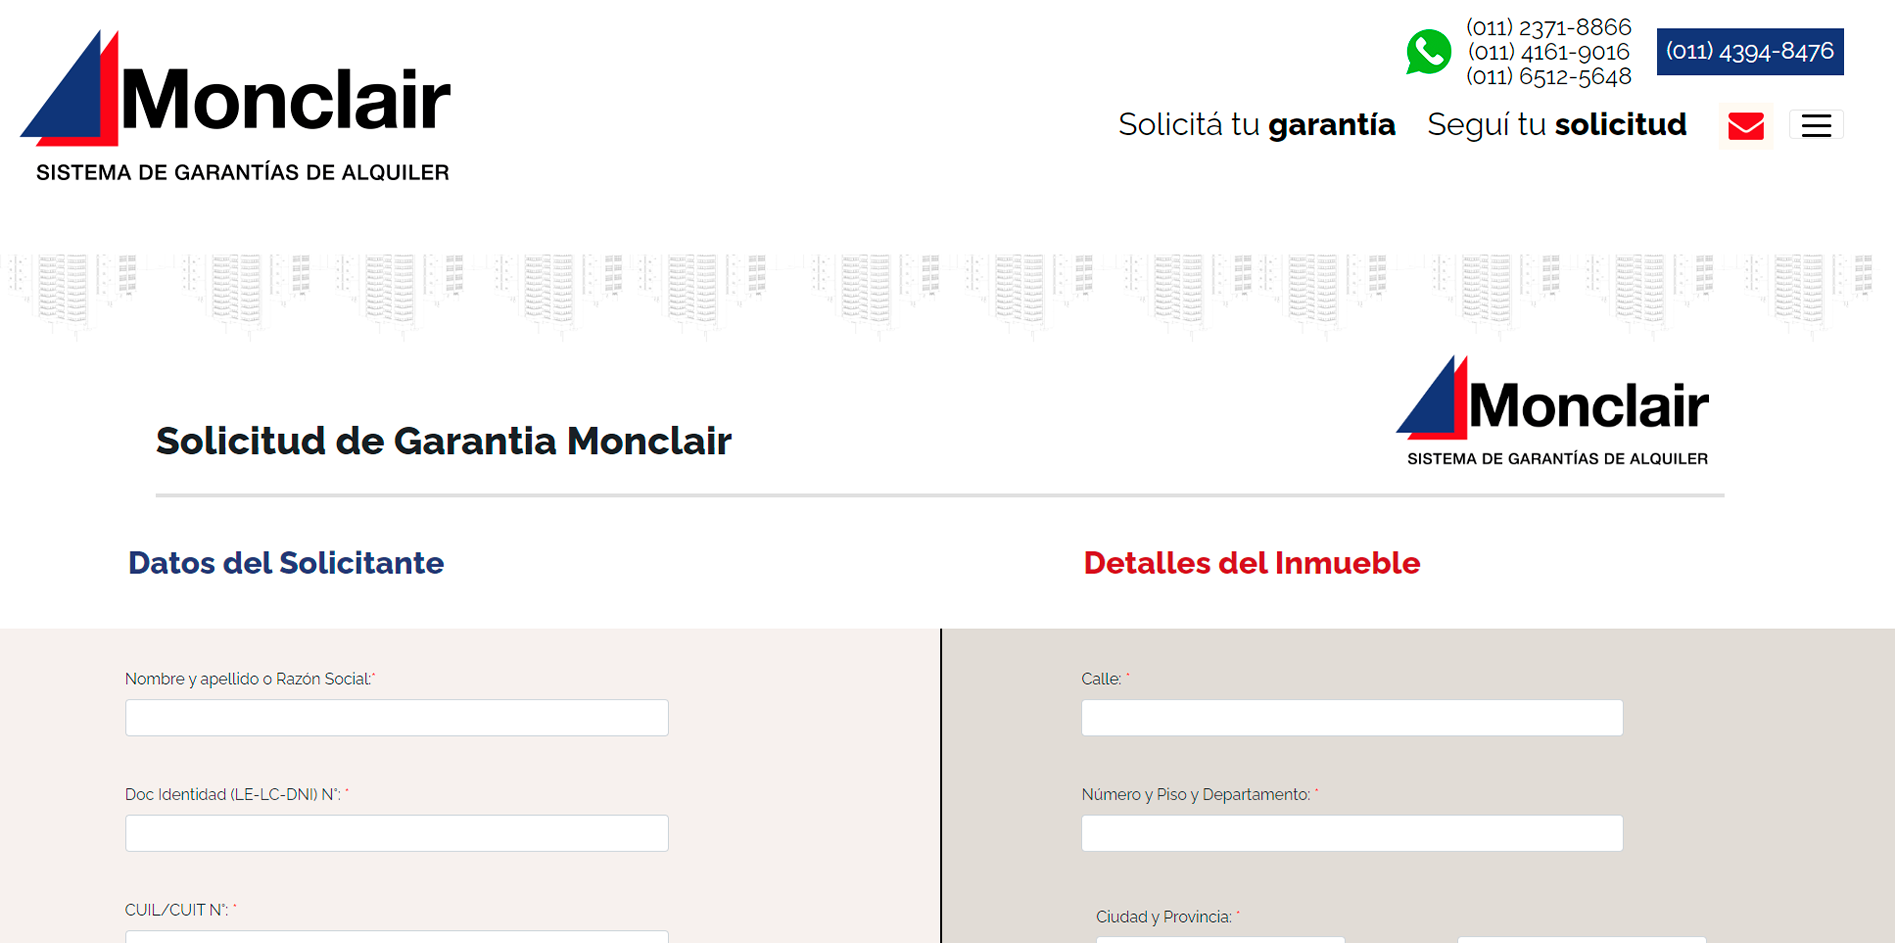 Monclair
SISTEMA DE GARANTÍAS DE ALQUILER
(011) 2371-8866
(011) 4161-9016
(011) 6512-5648
(011) 4394-8476
Solicitá tu garantía
Seguí tu solicitud
Solicitud de Garantia Monclair
Monclair
SISTEMA DE GARANTÍAS DE ALQUILER
Datos del Solicitante
Detalles del Inmueble
Nombre y apellido o Razón Social:*
Calle: *
Doc Identidad (LE-LC-DNI) N°: *
Número y Piso y Departamento: *
CUIL/CUIT N°: *
Ciudad y Provincia: *